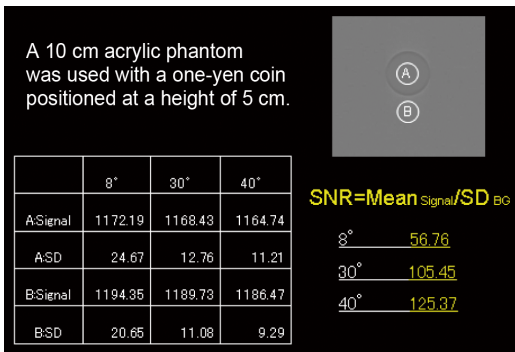 A 10 cm acrylic phantom
was used with a one-yen coin
positioned at a height of 5 cm.
A
B
8° 30° 40°
A:Signal 1172.19 1168.43 1164.74
A:SD 24.67 12.76 11.21
B:Signal 1194.35 1189.73 1186.47
B:SD 20.65 11.08 9.29
SNR=Mean Signal/SD BG
8° 56.76
30° 105.45
40° 125.37